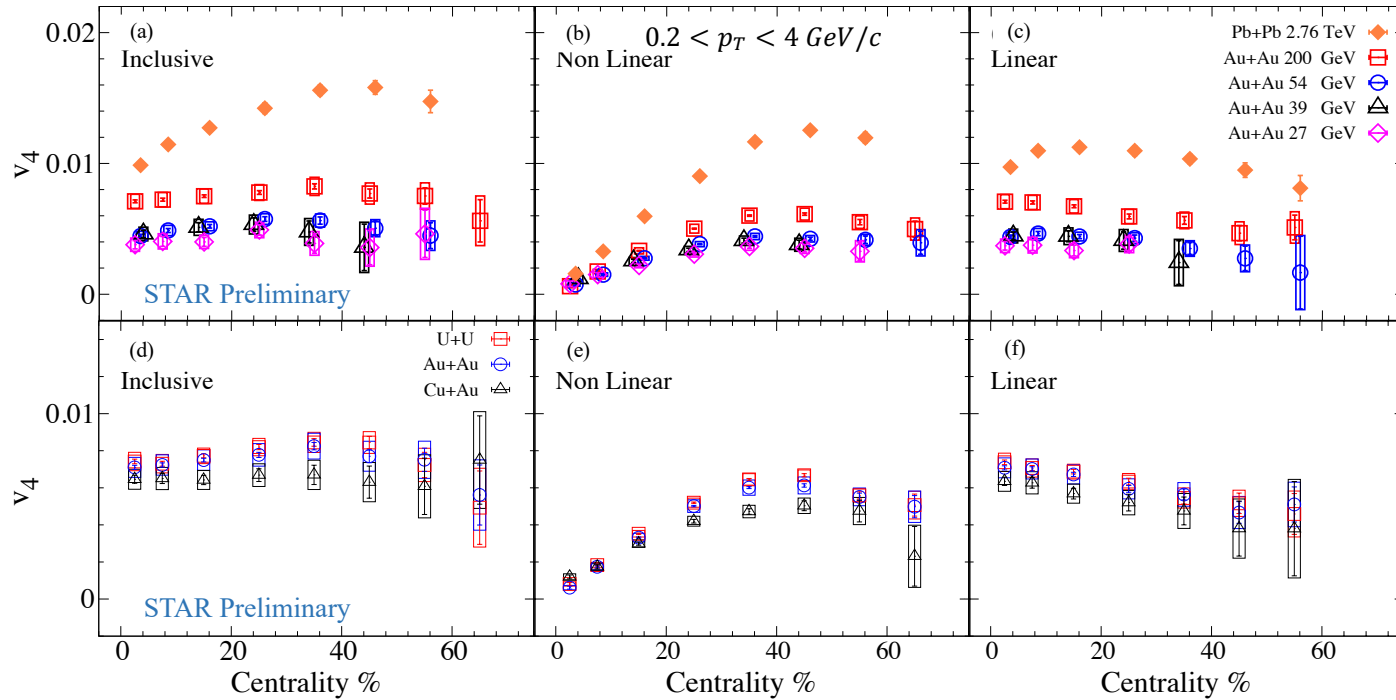 0.02
0.01
0
v4
(a)
Inclusive
STAR Preliminary
(b)
0.2 < pT < 4 GeV/c
Non Linear
(c)
Linear
Pb+Pb 2.76 TeV
Au+Au 200 GeV
Au+Au 54 GeV
Au+Au 39 GeV
Au+Au 27 GeV
0.01
0
v4
(d)
Inclusive
U+U
Au+Au
Cu+Au
STAR Preliminary
(e)
Non Linear
(f)
Linear
0 20 40 60 0 20 40 60 0 20 40 60
Centrality % Centrality % Centrality %